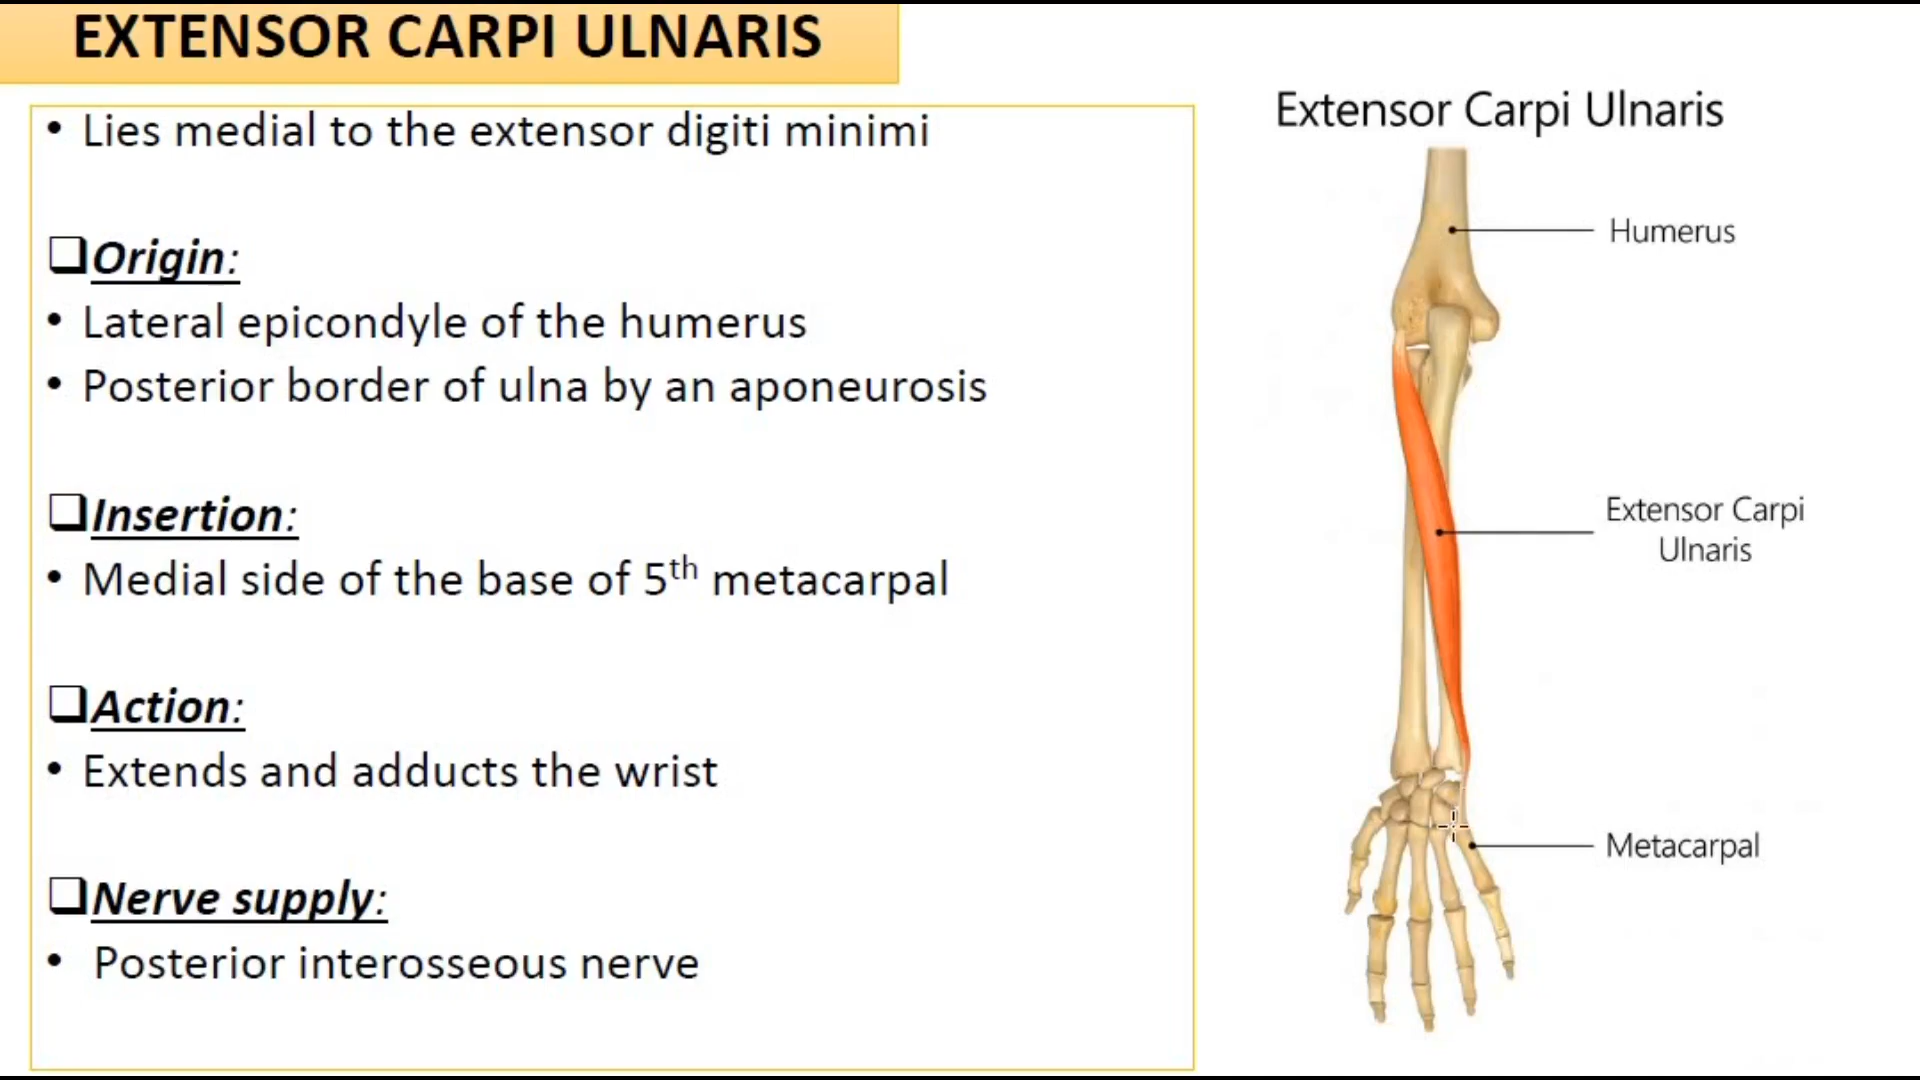 EXTENSOR CARPI ULNARIS
• Lies medial to the extensor digiti minimi
❑Origin:
• Lateral epicondyle of the humerus
• Posterior border of ulna by an aponeurosis
❑Insertion:
• Medial side of the base of 5th metacarpal
❑Action:
• Extends and adducts the wrist
❑Nerve supply:
• Posterior interosseous nerve
Extensor Carpi Ulnaris
Humerus
Extensor Carpi
Ulnaris
Metacarpal